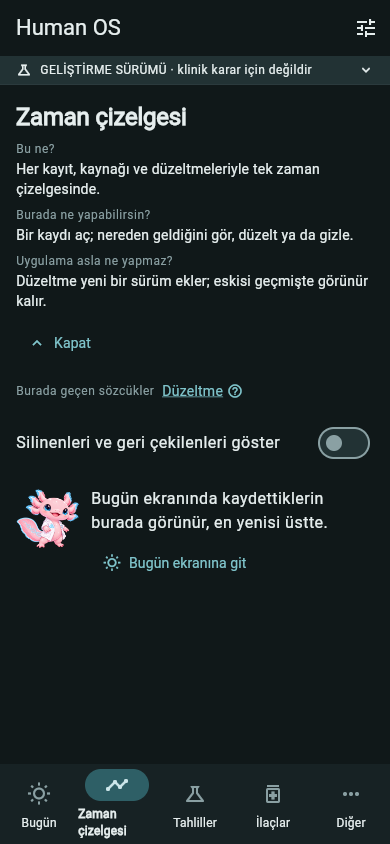 Human OS
GELİŞTİRME SÜRÜMÜ · klinik karar için değildir
Zaman çizelgesi
Bu ne?
Her kayıt, kaynağı ve düzeltmeleriyle tek zaman
çizelgesinde.
Burada ne yapabilirsin?
Bir kaydı aç; nereden geldiğini gör, düzelt ya da gizle.
Uygulama asla ne yapmaz?
Düzeltme yeni bir sürüm ekler; eskisi geçmişte görünür
kalır.
Kapat
Burada geçen sözcükler Düzeltme
Silinenleri ve geri çekilenleri göster
Bugün ekranında kaydettiklerin
burada görünür, en yenisi üstte.
Bugün ekranına git
Bugün
Zaman
çizelgesi
Tahliller
İlaçlar
Diğer